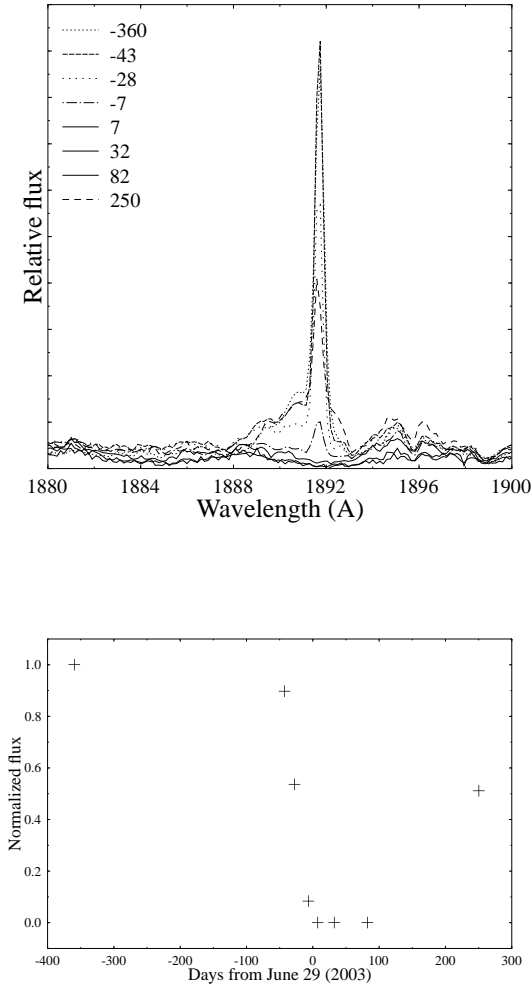 -360
-43
-28
-7
7
32
82
250
Relative flux
1880 1884 1888 1892 1896 1900
Wavelength (A)
1.0
0.8
0.6
0.4
0.2
0.0
Normalized flux
-400 -300 -200 -100 0 100 200 300
Days from June 29 (2003)